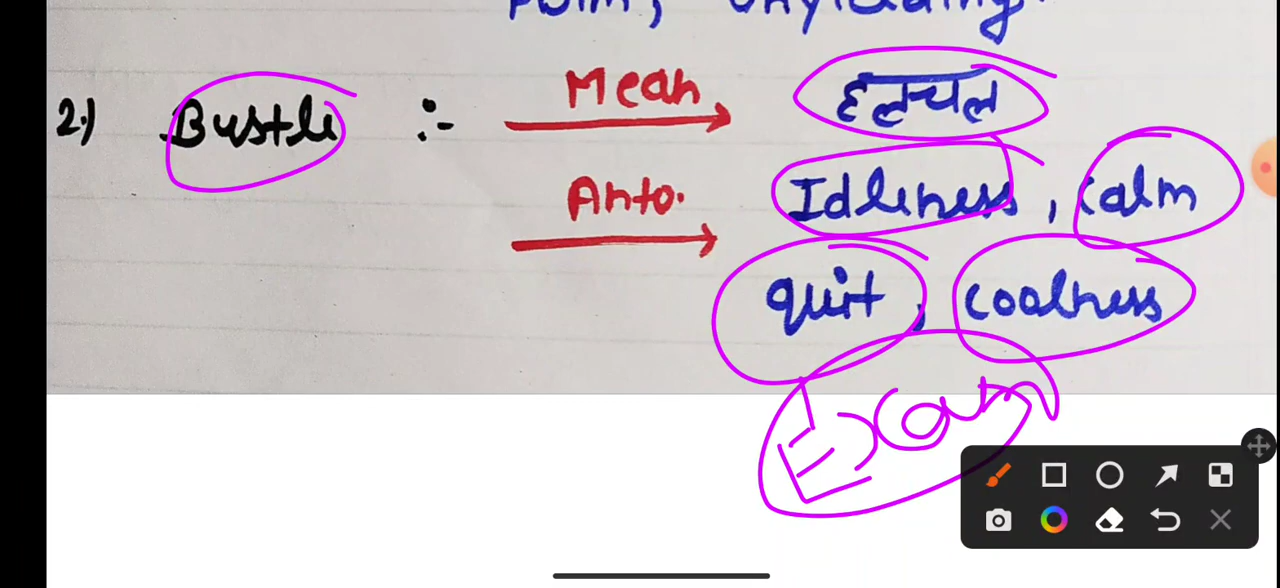 2.) Bustle :- Mean हलचल
Anto. Idleness, Calm
quit, coolness
Exam